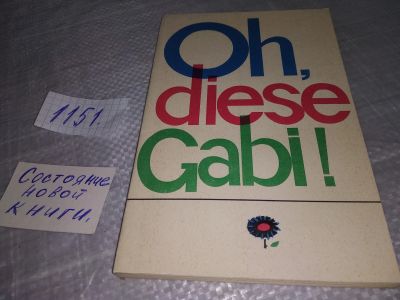 Oh,
diese
Gabi!
1151.
Состояние
новой
книги.